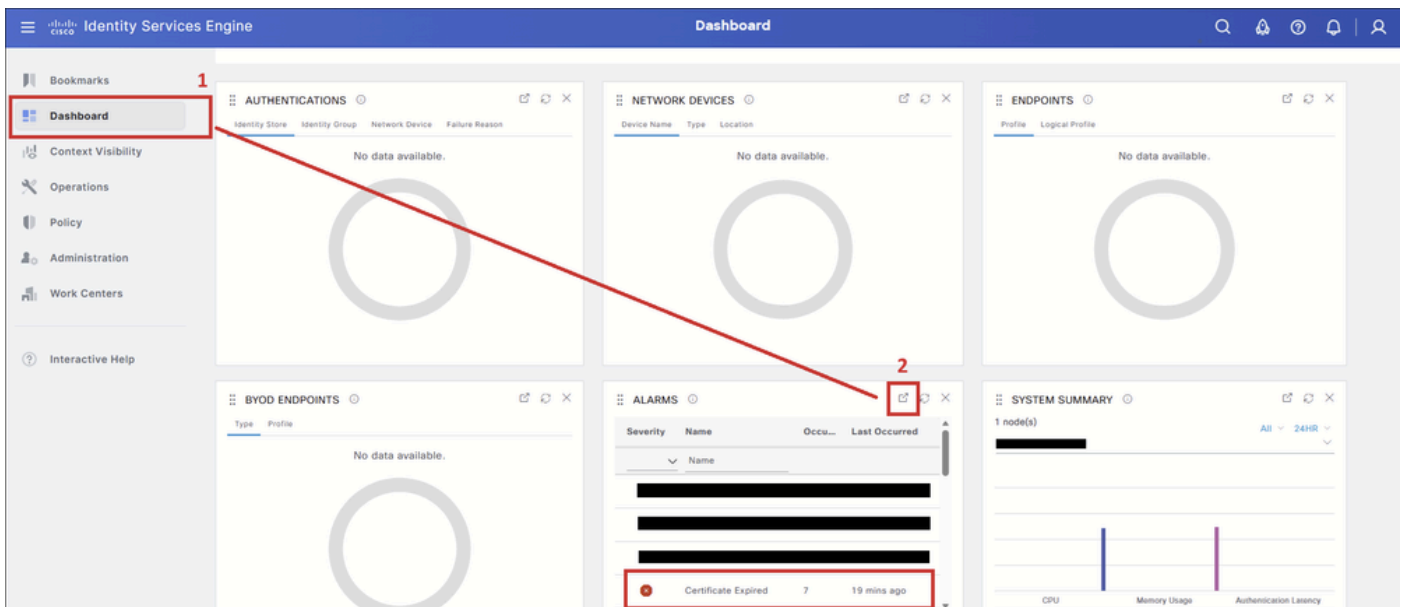 cisco Identity Services Engine
Dashboard
Bookmarks
1
Dashboard
Context Visibility
Operations
Policy
Administration
Work Centers
Interactive Help
AUTHENTICATIONS
Identity Store Identity Group Network Device Failure Reason
No data available.
NETWORK DEVICES
Device Name Type Location
No data available.
ENDPOINTS
Profile Logical Profile
No data available.
BYOD ENDPOINTS
Type Profile
No data available.
2
ALARMS
Severity Name Occu... Last Occurred
Name
Certificate Expired 7 19 mins ago
SYSTEM SUMMARY
1 node(s)
All 24HR
CPU Memory Usage Authentication Latency